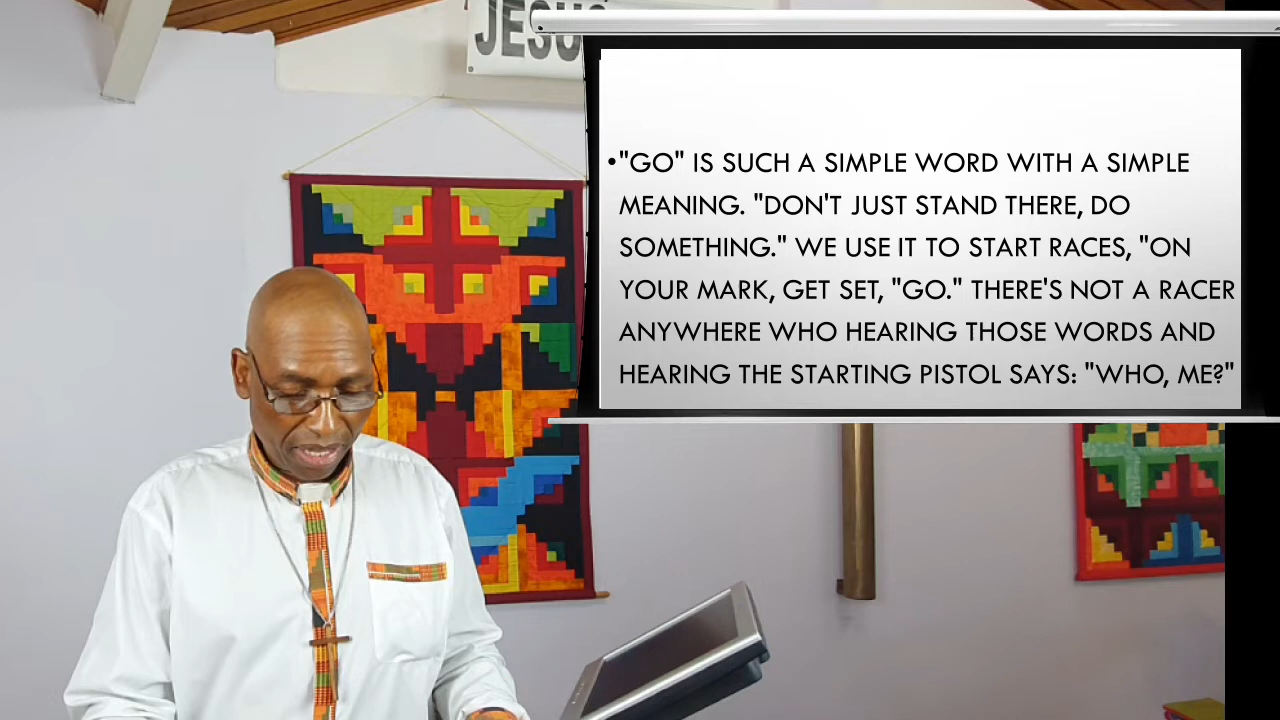 JESUS
•"GO" IS SUCH A SIMPLE WORD WITH A SIMPLE
MEANING. "DON'T JUST STAND THERE, DO
SOMETHING." WE USE IT TO START RACES, "ON
YOUR MARK, GET SET, "GO." THERE'S NOT A RACER
ANYWHERE WHO HEARING THOSE WORDS AND
HEARING THE STARTING PISTOL SAYS: "WHO, ME?"